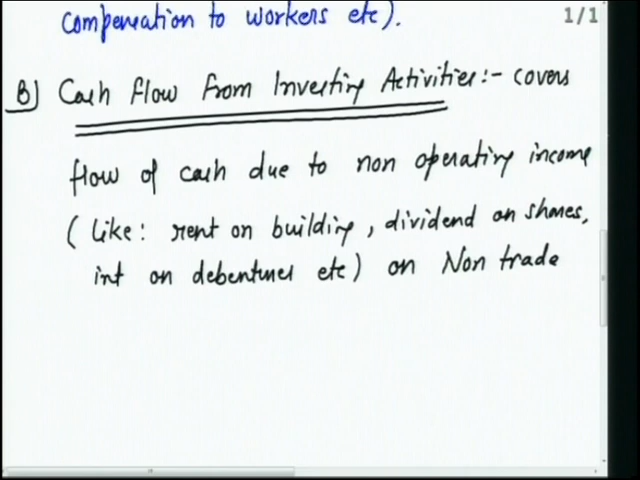 compensation to workers etc).
1/1
B) Cash flow from Investing Activities:- covers
flow of cash due to non operating income
(Like: rent on building, dividend on shares,
int on debentures etc) on Non trade